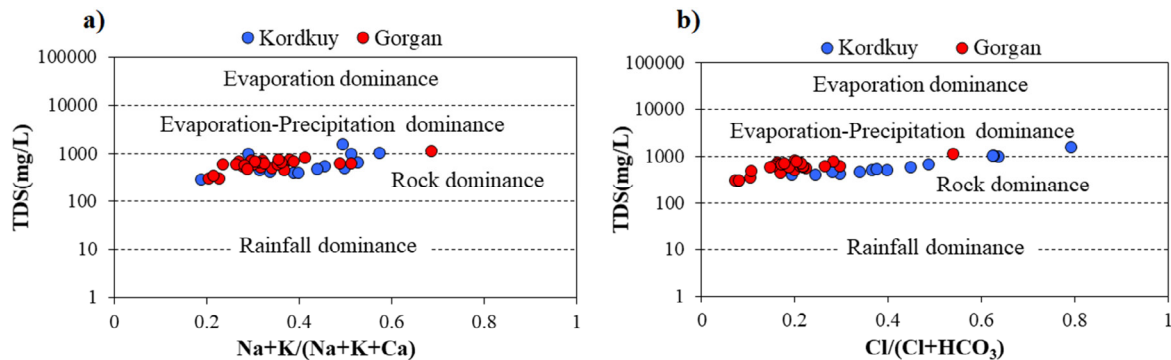 a)
Kordkuy Gorgan
100000
10000
1000
100
10
1
TDS(mg/L)
Evaporation dominance
Evaporation-Precipitation dominance
Rock dominance
Rainfall dominance
0 0.2 0.4 0.6 0.8 1
Na+K/(Na+K+Ca)
b)
Kordkuy Gorgan
100000
10000
1000
100
10
1
TDS(mg/L)
Evaporation dominance
Evaporation-Precipitation dominance
Rock dominance
Rainfall dominance
0 0.2 0.4 0.6 0.8 1
Cl/(Cl+HCO₃)